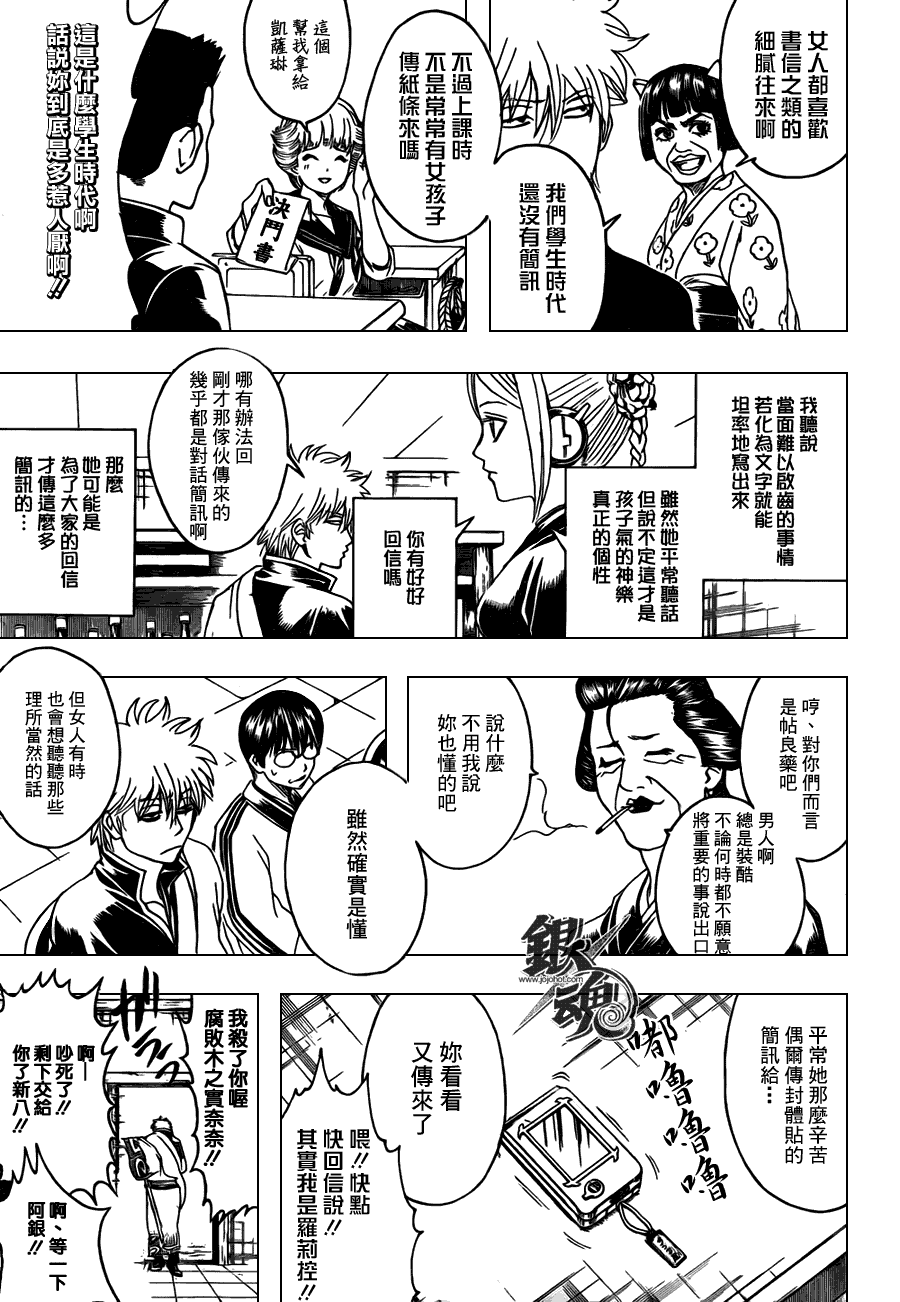 女人都喜歡
書信之類的
細膩往來啊
我們學生時代
還沒有簡訊
不過上課時
不是常常有女孩子
傳紙條來嗎
這個
幫我拿給
凱薩琳
決鬥書
這是什麼學生時代啊
話說妳到底是多惹人厭啊!!
我聽說
當面難以啟齒的事情
若化為文字就能
坦率地寫出來
雖然她平常聽話
但說不定這才是
孩子氣的神樂
真正的個性
你有好好
回信嗎
哪有辦法回
剛才那傢伙傳來的
幾乎都是對話簡訊啊
那麼
她可能是
為了大家的回信
才傳這麼多
簡訊的…
哼、對你們而言
是帖良藥吧
男人啊
總是裝酷
不論何時都不願意
將重要的事說出口
說什麼
不用我說
妳也懂的吧
雖然確實是懂
但女人有時
也會想聽聽那些
理所當然的話
平常她那麼辛苦
偶爾傳封體貼的
簡訊給…
嘟嚕嚕嚕
妳看看
又傳來了
喂!!快點
快回信說!!
其實我是羅莉控!!
我殺了你喔
腐敗木之實奈奈!!
ガラッ
啊—
吵死了!!
剩下交給
你了新八!!
啊、等一下
阿銀!!
銀魂
www.jojohot.com